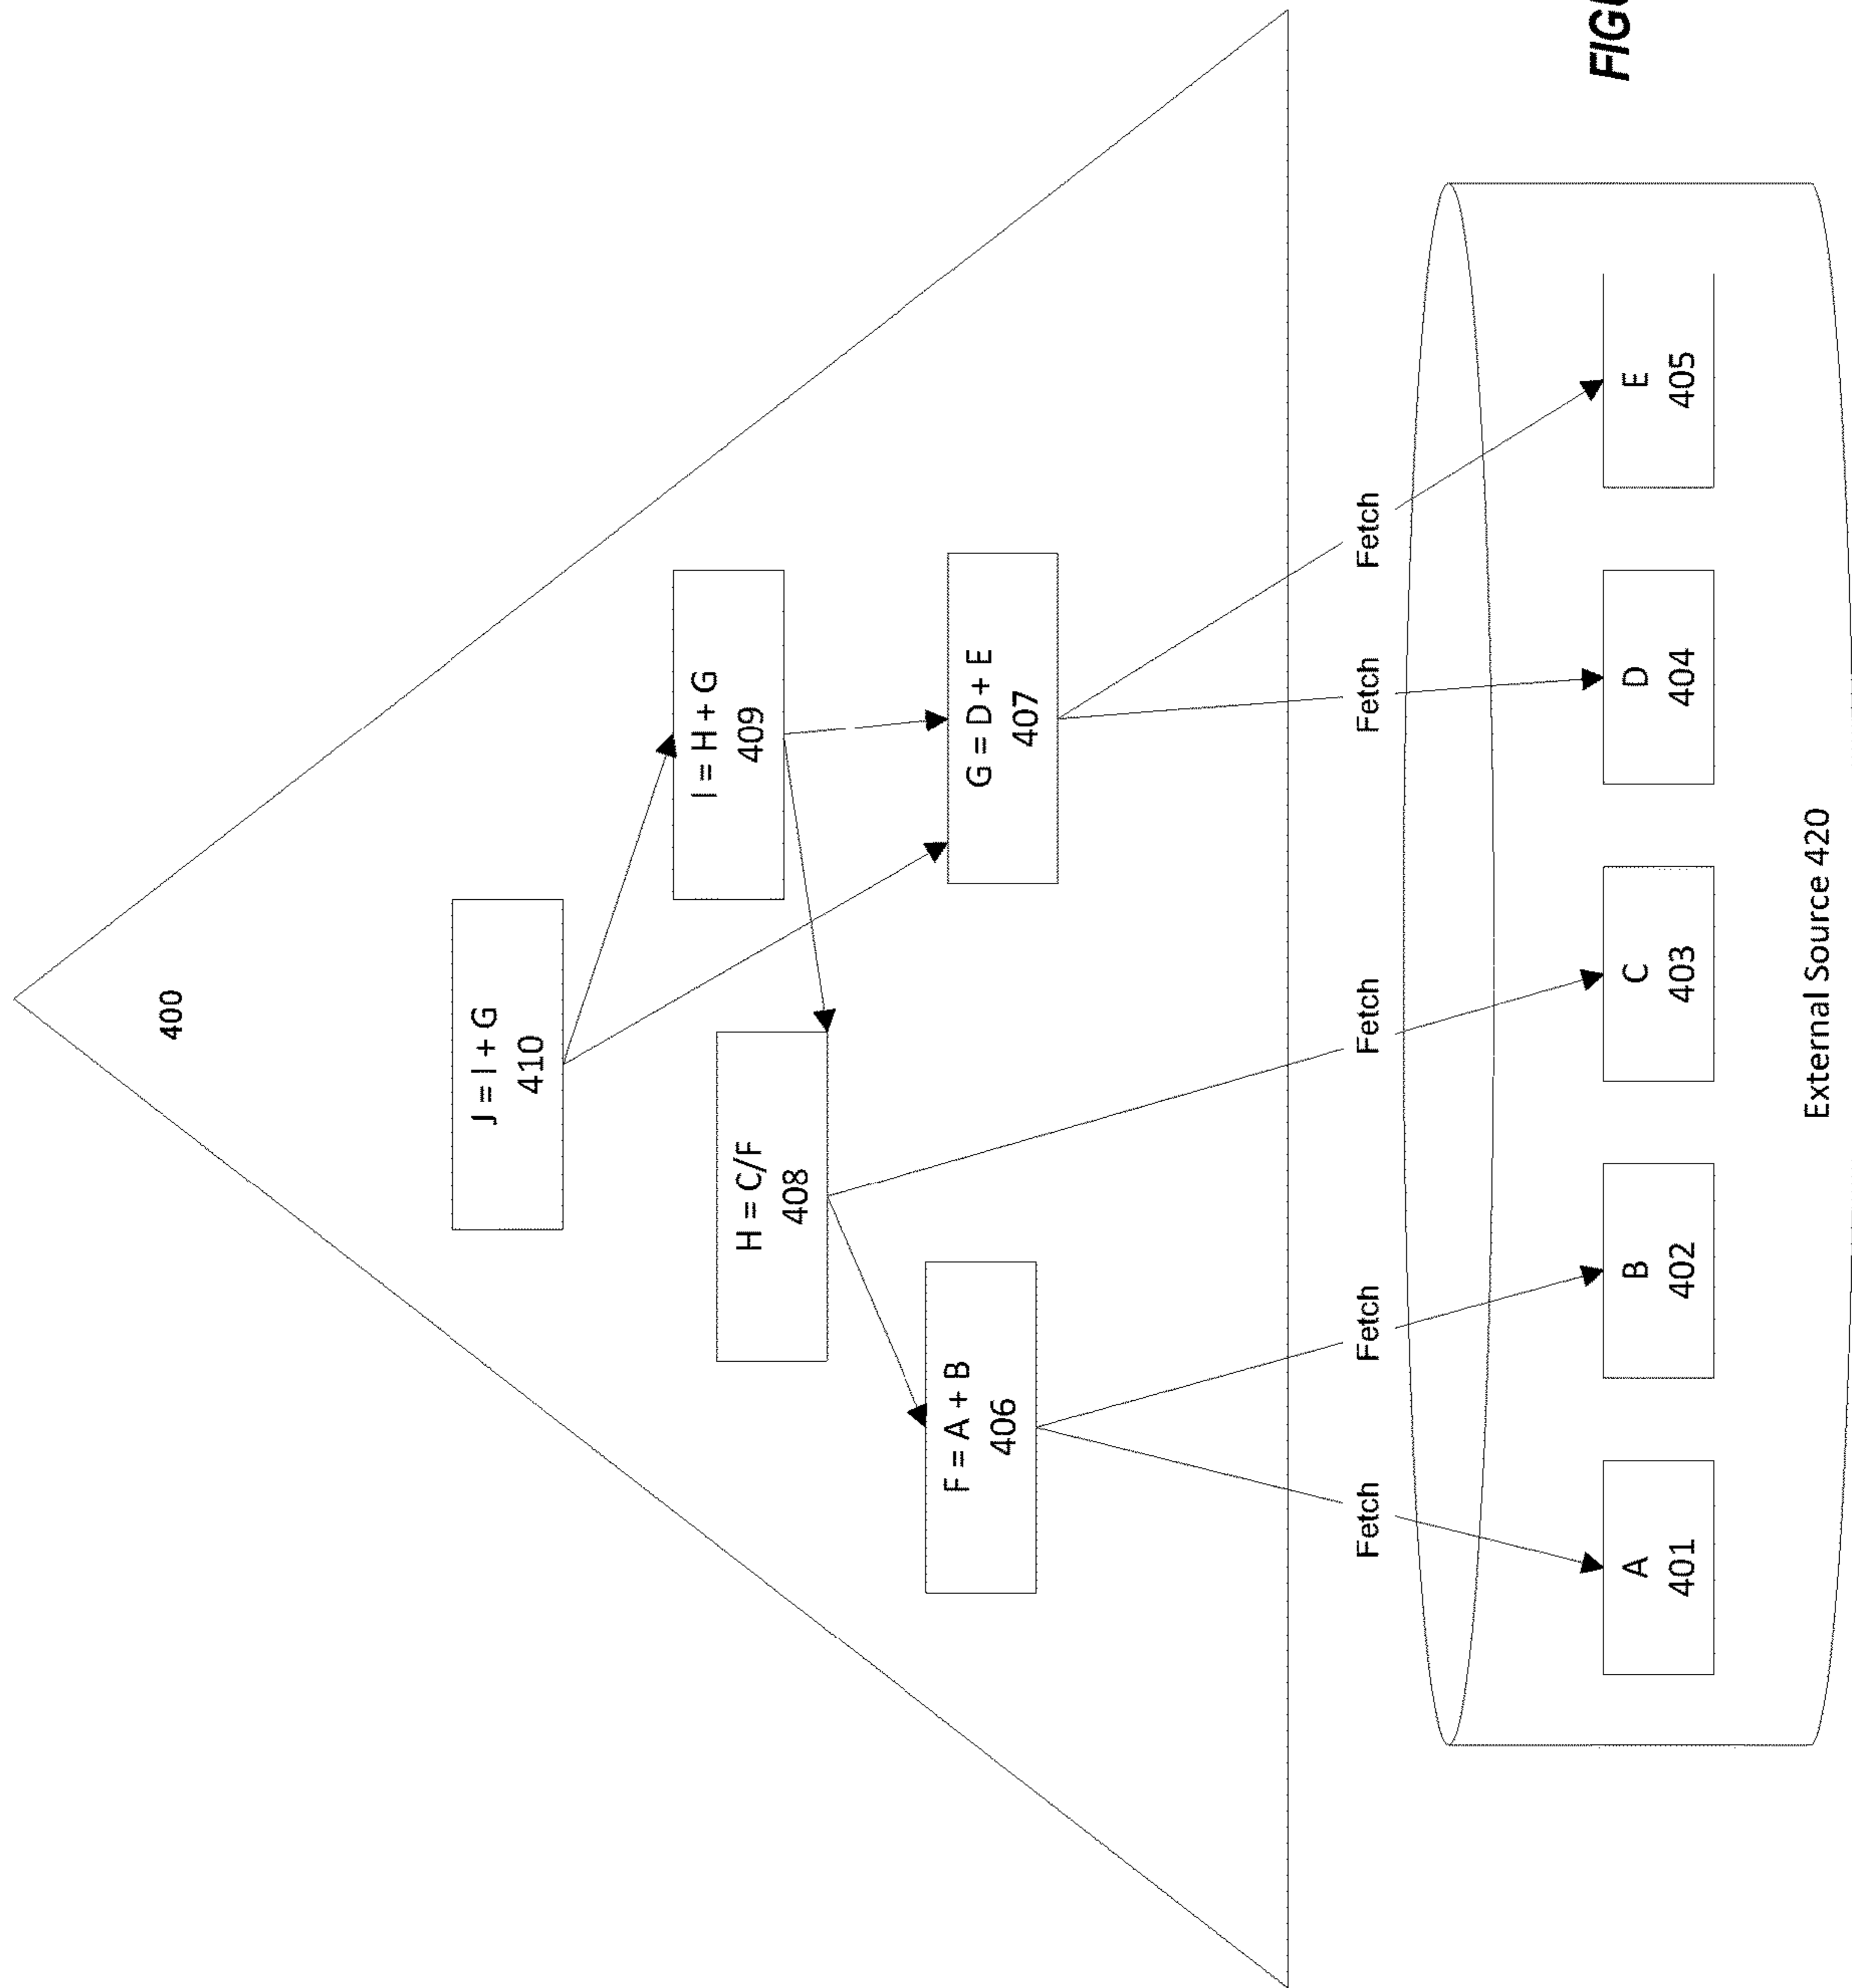 400
J = I + G
410
I = H + G
409
H = C/F
408
G = D + E
407
F = A + B
406
Fetch
Fetch
Fetch
Fetch
Fetch
A
401
B
402
C
403
D
404
E
405
External Source 420